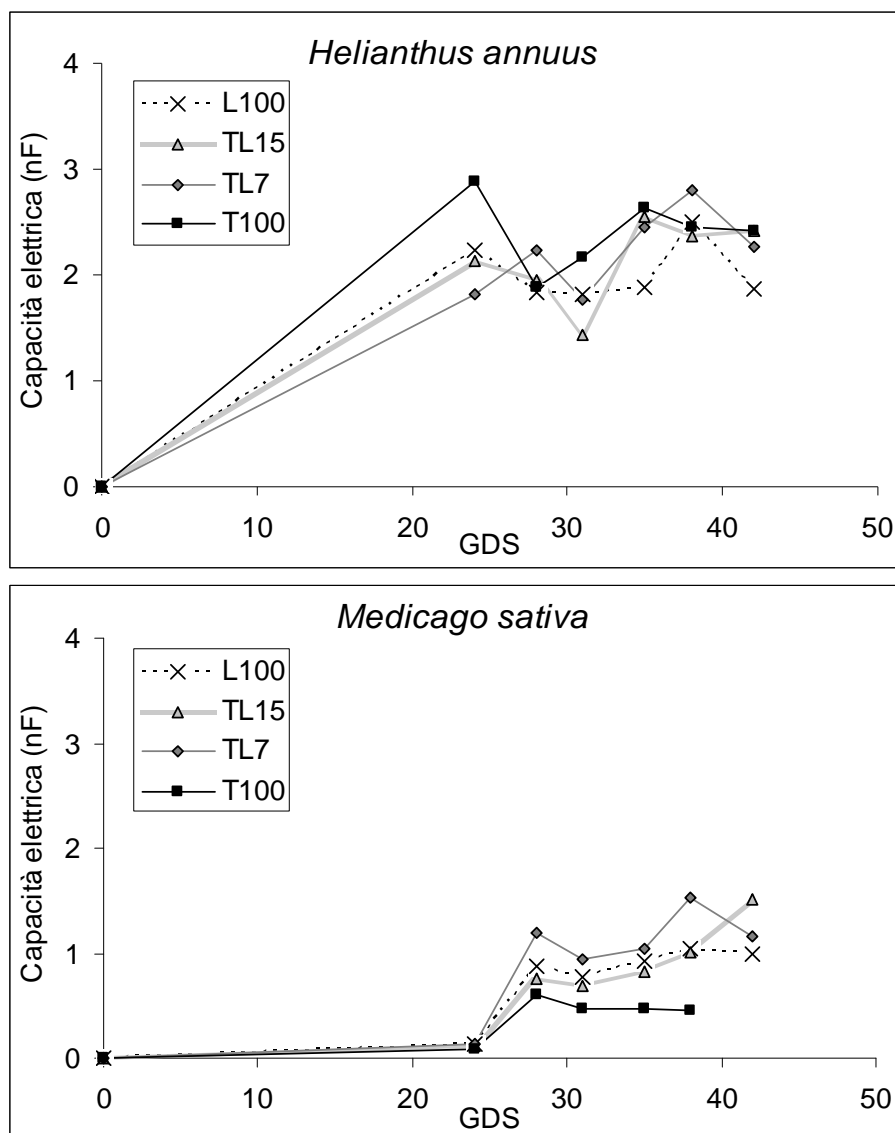 Helianthus annuus
Capacità elettrica (nF)
4
3
2
1
0
L100
TL15
TL7
T100
0 10 20 30 40 50
GDS
Medicago sativa
Capacità elettrica (nF)
4
3
2
1
0
L100
TL15
TL7
T100
0 10 20 30 40 50
GDS